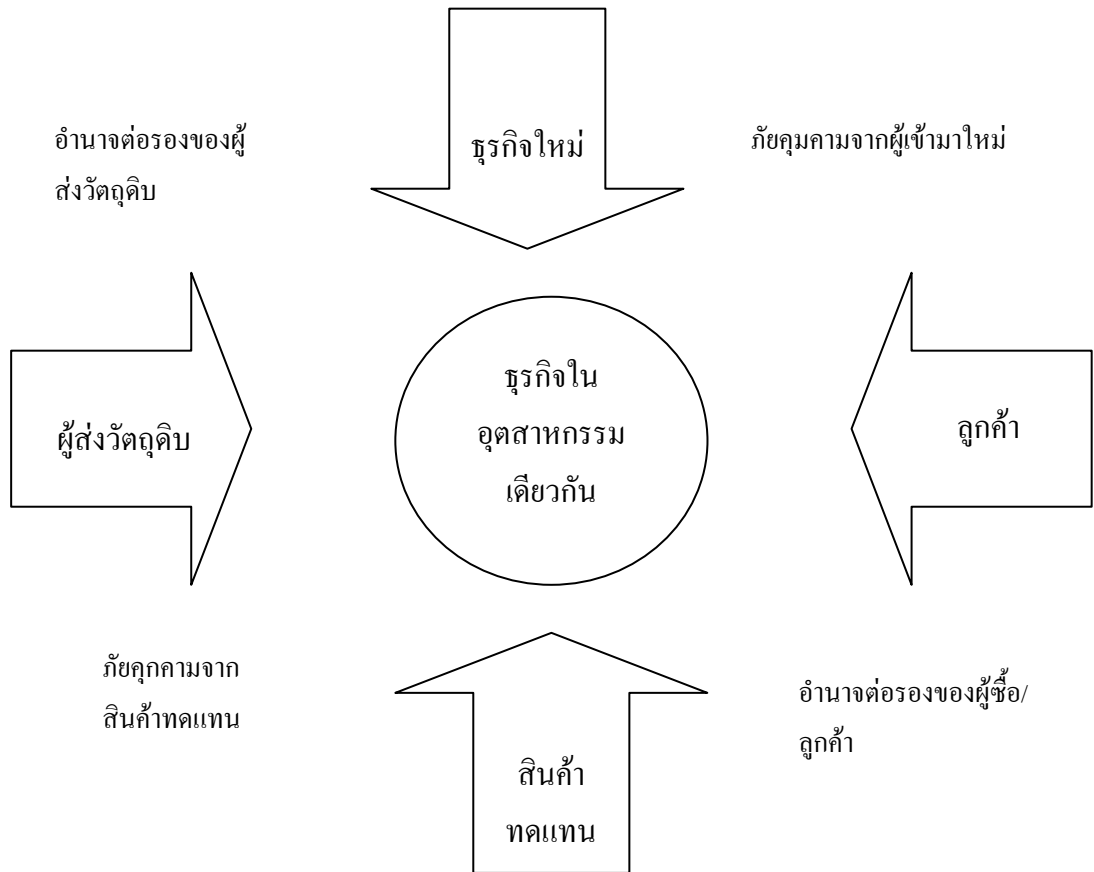 อำนาจต่อรองของผู้
ส่งวัตถุดิบ
ธุรกิจใหม่
ภัยคุมคามจากผู้เข้ามาใหม่
ผู้ส่งวัตถุดิบ
ธุรกิจใน
อุตสาหกรรม
เดียวกัน
ลูกค้า
ภัยคุกคามจาก
สินค้าทดแทน
สินค้า
ทดแทน
อำนาจต่อรองของผู้ซื้อ/
ลูกค้า